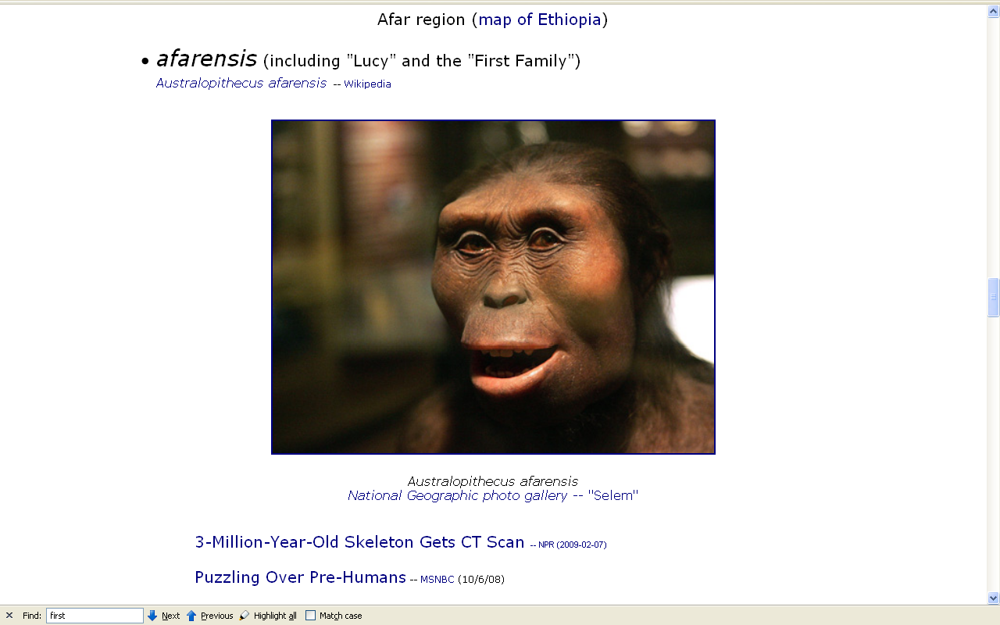 Afar region (map of Ethiopia)
• afarensis (including "Lucy" and the "First Family")
Australopithecus afarensis -- Wikipedia
Australopithecus afarensis
National Geographic photo gallery -- "Selem"
3-Million-Year-Old Skeleton Gets CT Scan -- NPR (2009-02-07)
Puzzling Over Pre-Humans -- MSNBC (10/6/08)
Find: first Next Previous Highlight all Match case